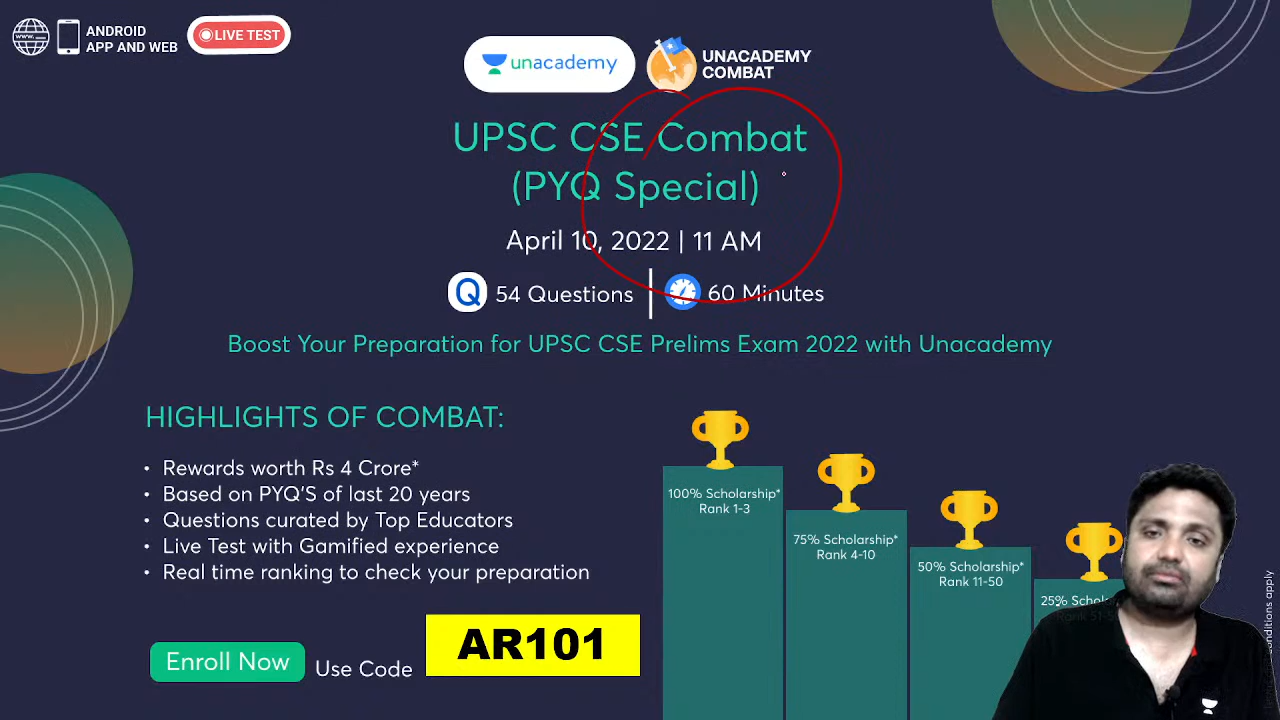 ANDROID
APP AND WEB
LIVE TEST
unacademy
UNACADEMY
COMBAT
UPSC CSE Combat
(PYQ Special)
April 10, 2022 | 11 AM
Q 54 Questions
60 Minutes
Boost Your Preparation for UPSC CSE Prelims Exam 2022 with Unacademy
HIGHLIGHTS OF COMBAT:
• Rewards worth Rs 4 Crore*
• Based on PYQ'S of last 20 years
• Questions curated by Top Educators
• Live Test with Gamified experience
• Real time ranking to check your preparation
100% Scholarship*
Rank 1-3
75% Scholarship*
Rank 4-10
50% Scholarship*
Rank 11-50
25%
Enroll Now
Use Code
AR101
conditions apply